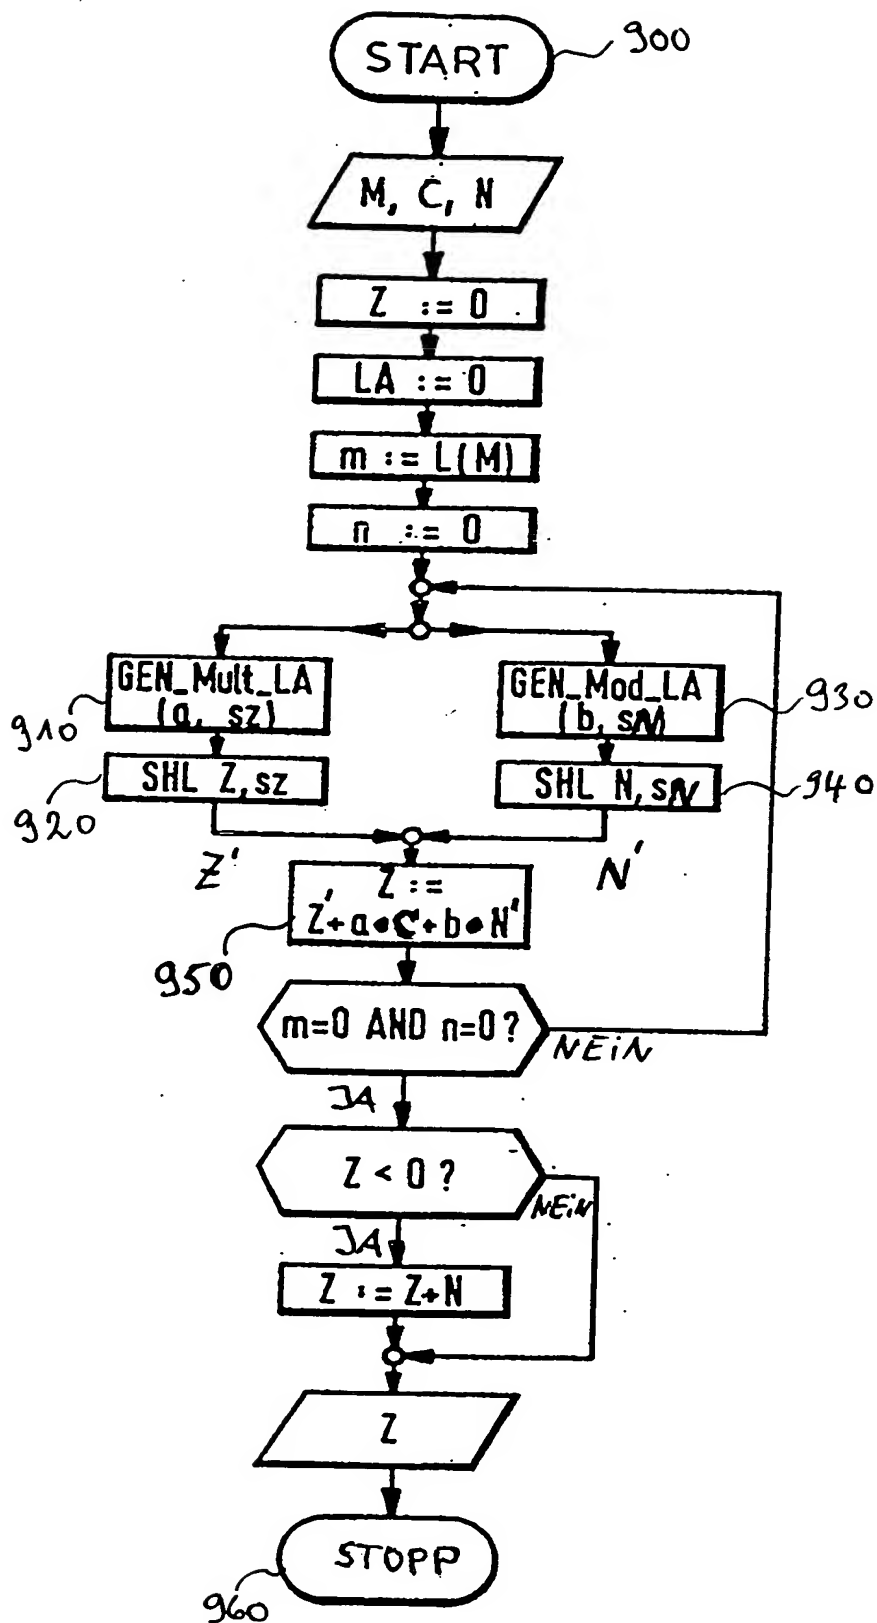 START
900
M, C, N
Z := 0
LA := 0
m := L(M)
n := 0
GEN_Mult_LA
(a, sz)
910
GEN_Mod_LA
(b, sN)
930
SHL Z,sz
920
SHL N,sN
940
Z'
N'
Z :=
Z'+a•C+b•N'
950
m=0 AND n=0?
NEiN
JA
Z < 0 ?
NEiN
JA
Z := Z+N
Z
STOPP
960